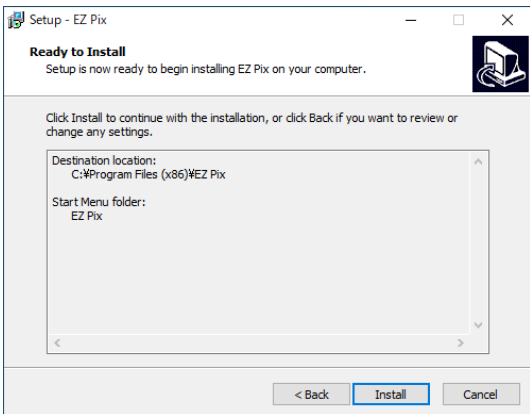 Setup - EZ Pix
Ready to Install
Setup is now ready to begin installing EZ Pix on your computer.
Click Install to continue with the installation, or click Back if you want to review or
change any settings.
Destination location:
C:¥Program Files (x86)¥EZ Pix
Start Menu folder:
EZ Pix
< Back
Install
Cancel